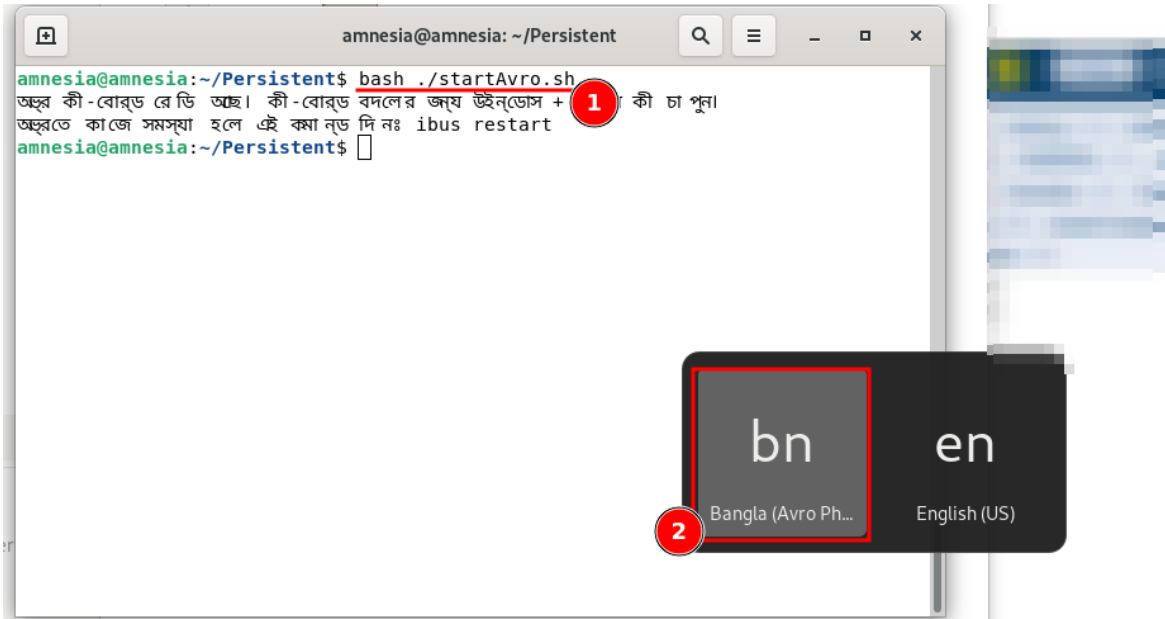 amnesia@amnesia: ~/Persistent
amnesia@amnesia:~/Persistent$ bash ./startAvro.sh
অভ্র কী-বোর্ড রেডি আছে। কী-বোর্ড বদলের জন্য উইন্ডোস + কী চাপুন।
1
অভ্রতে কাজে সমস্যা হলে এই কমান্ড দিনঃ ibus restart
amnesia@amnesia:~/Persistent$
bn en
Bangla (Avro Ph... English (US)
2